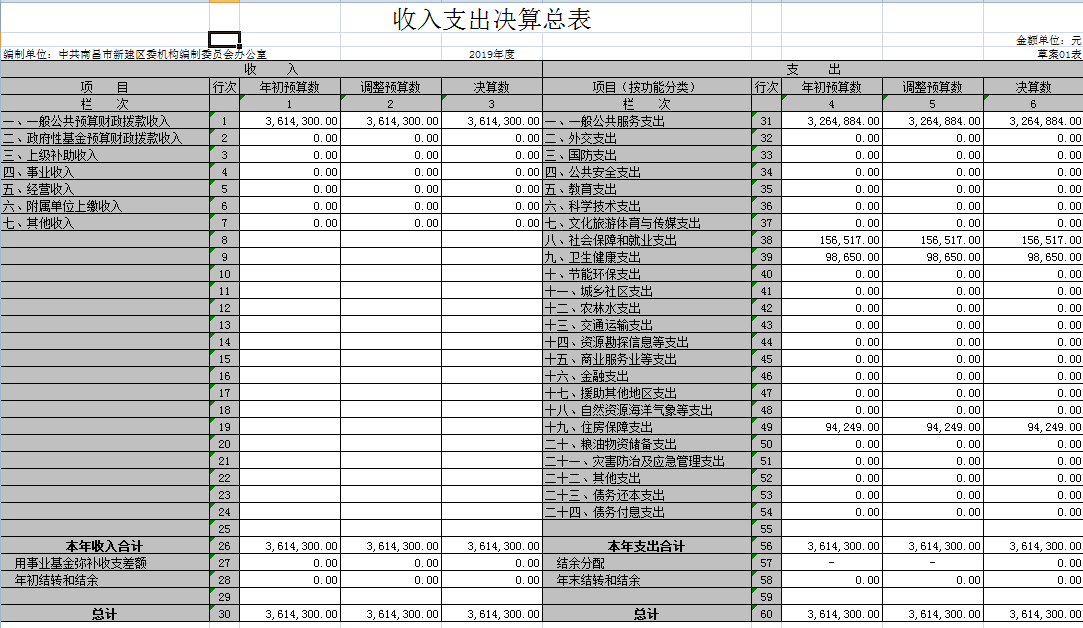 收入支出决算总表
金额单位：元
编制单位：中共南昌市新建区委机构编制委员会办公室 2019年度 草案01表
收 入 支 出
项 目 行次 年初预算数 调整预算数 决算数 项目（按功能分类） 行次 年初预算数 调整预算数 决算数
栏 次 1 2 3 栏 次 4 5 6
一、一般公共预算财政拨款收入 1 3,614,300.00 3,614,300.00 3,614,300.00 一、一般公共服务支出 31 3,264,884.00 3,264,884.00 3,264,884.00
二、政府性基金预算财政拨款收入 2 0.00 0.00 0.00 二、外交支出 32 0.00 0.00 0.00
三、上级补助收入 3 0.00 0.00 0.00 三、国防支出 33 0.00 0.00 0.00
四、事业收入 4 0.00 0.00 0.00 四、公共安全支出 34 0.00 0.00 0.00
五、经营收入 5 0.00 0.00 0.00 五、教育支出 35 0.00 0.00 0.00
六、附属单位上缴收入 6 0.00 0.00 0.00 六、科学技术支出 36 0.00 0.00 0.00
七、其他收入 7 0.00 0.00 0.00 七、文化旅游体育与传媒支出 37 0.00 0.00 0.00
8 八、社会保障和就业支出 38 156,517.00 156,517.00 156,517.00
9 九、卫生健康支出 39 98,650.00 98,650.00 98,650.00
10 十、节能环保支出 40 0.00 0.00 0.00
11 十一、城乡社区支出 41 0.00 0.00 0.00
12 十二、农林水支出 42 0.00 0.00 0.00
13 十三、交通运输支出 43 0.00 0.00 0.00
14 十四、资源勘探信息等支出 44 0.00 0.00 0.00
15 十五、商业服务业等支出 45 0.00 0.00 0.00
16 十六、金融支出 46 0.00 0.00 0.00
17 十七、援助其他地区支出 47 0.00 0.00 0.00
18 十八、自然资源海洋气象等支出 48 0.00 0.00 0.00
19 十九、住房保障支出 49 94,249.00 94,249.00 94,249.00
20 二十、粮油物资储备支出 50 0.00 0.00 0.00
21 二十一、灾害防治及应急管理支出 51 0.00 0.00 0.00
22 二十二、其他支出 52 0.00 0.00 0.00
23 二十三、债务还本支出 53 0.00 0.00 0.00
24 二十四、债务付息支出 54 0.00 0.00 0.00
25 55
本年收入合计 26 3,614,300.00 3,614,300.00 3,614,300.00 本年支出合计 56 3,614,300.00 3,614,300.00 3,614,300.00
用事业基金弥补收支差额 27 0.00 0.00 0.00 结余分配 57 - - 0.00
年初结转和结余 28 0.00 0.00 0.00 年末结转和结余 58 0.00 0.00 0.00
29 59
总计 30 3,614,300.00 3,614,300.00 3,614,300.00 总计 60 3,614,300.00 3,614,300.00 3,614,300.00